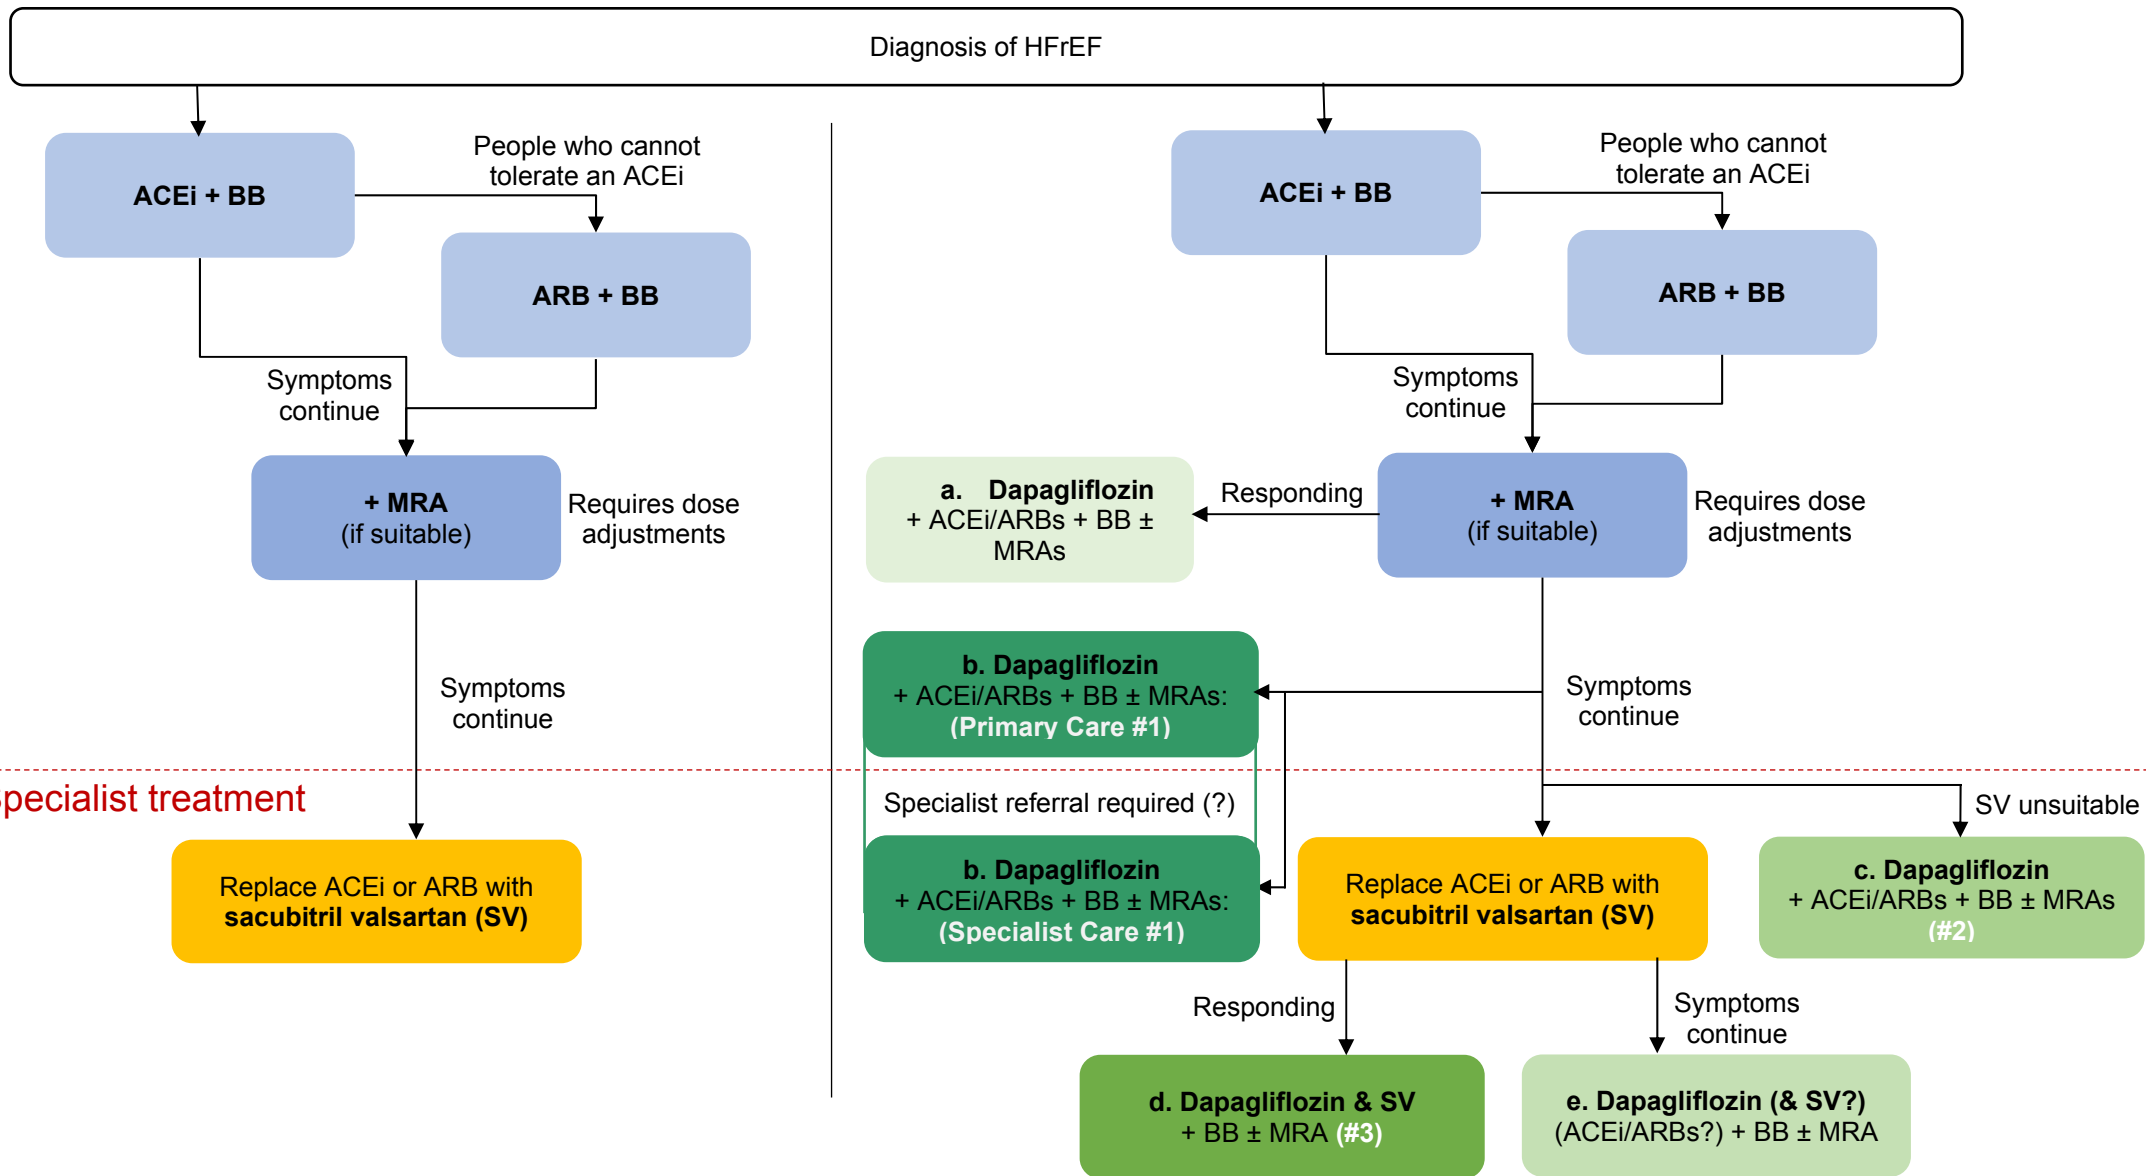 Diagnosis of HFrEF
ACEi + BB
People who cannot
tolerate an ACEi
ARB + BB
Symptoms
continue
+ MRA
(if suitable)
Requires dose
adjustments
Symptoms
continue
pecialist treatment
Replace ACEi or ARB with
sacubitril valsartan (SV)
ACEi + BB
People who cannot
tolerate an ACEi
ARB + BB
Symptoms
continue
a. Dapagliflozin
+ ACEi/ARBs + BB ±
MRAs
Responding
+ MRA
(if suitable)
Requires dose
adjustments
b. Dapagliflozin
+ ACEi/ARBs + BB ± MRAs:
(Primary Care #1)
Symptoms
continue
Specialist referral required (?)
SV unsuitable
b. Dapagliflozin
+ ACEi/ARBs + BB ± MRAs:
(Specialist Care #1)
Replace ACEi or ARB with
sacubitril valsartan (SV)
c. Dapagliflozin
+ ACEi/ARBs + BB ± MRAs
(#2)
Responding
Symptoms
continue
d. Dapagliflozin & SV
+ BB ± MRA (#3)
e. Dapagliflozin (& SV?)
(ACEi/ARBs?) + BB ± MRA